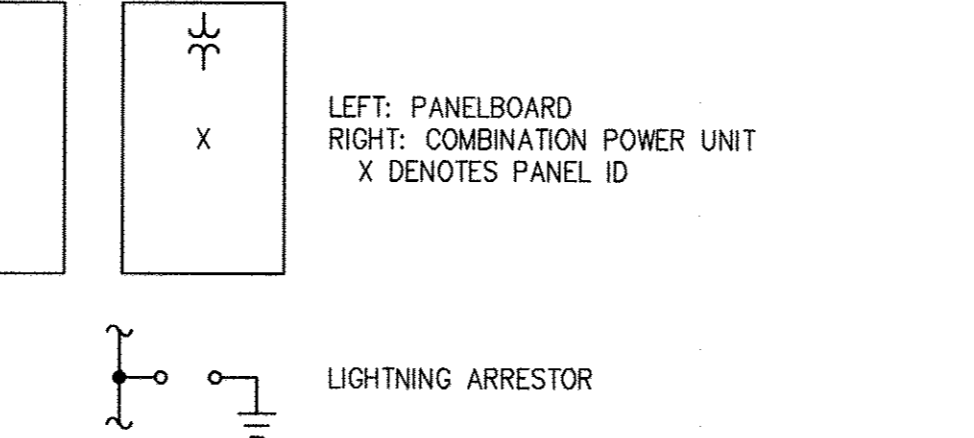 X
LEFT: PANELBOARD
RIGHT: COMBINATION POWER UNIT
X DENOTES PANEL ID
LIGHTNING ARRESTOR